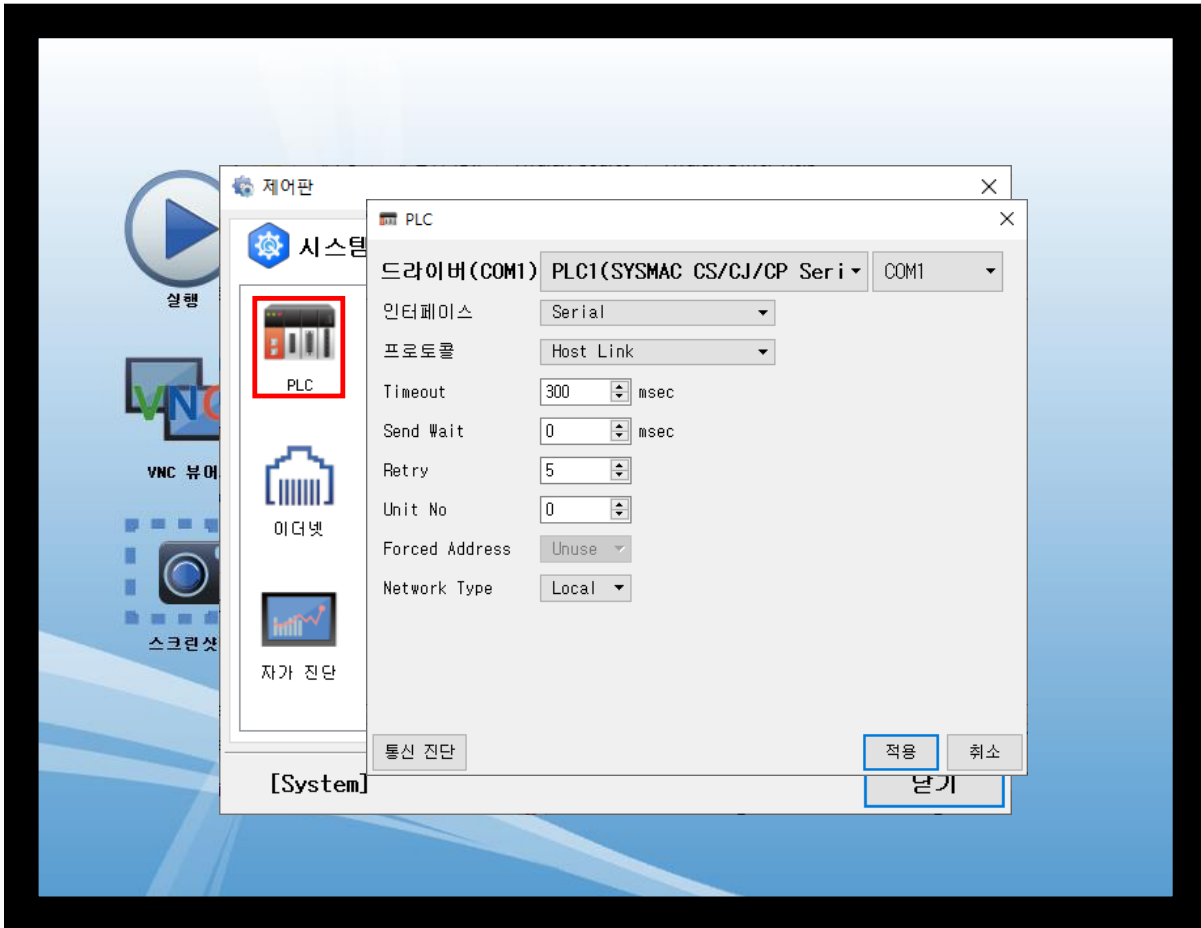 제어판
PLC
시스템
드라이버(COM1) PLC1(SYSMAC CS/CJ/CP Seri COM1
인터페이스 Serial
프로토콜 Host Link
Timeout 300 msec
Send Wait 0 msec
Retry 5
Unit No 0
Forced Address Unuse
Network Type Local
통신 진단 적용 취소
PLC
이더넷
자가 진단
[System] 닫기
실행
VNC
VNC 뷰어
스크린샷